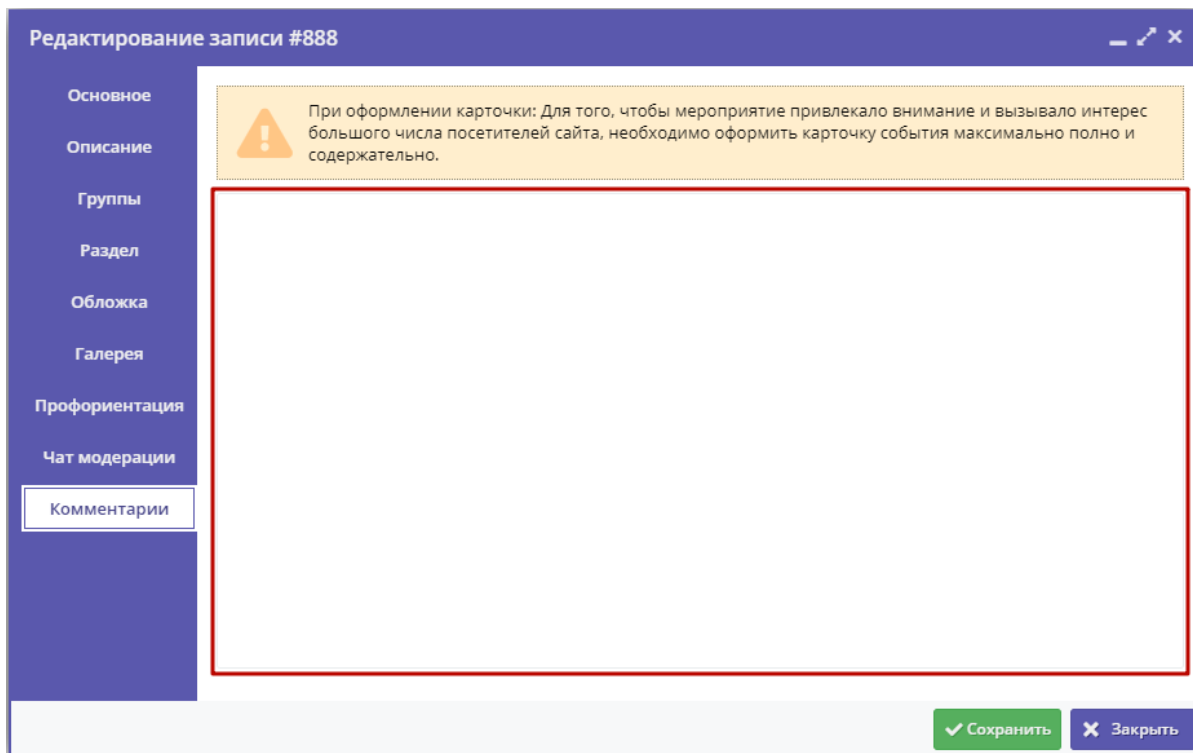 Редактирование записи #888
Основное
Описание
Группы
Раздел
Обложка
Галерея
Профориентация
Чат модерации
Комментарии
При оформлении карточки: Для того, чтобы мероприятие привлекало внимание и вызывало интерес
большого числа посетителей сайта, необходимо оформить карточку события максимально полно и
содержательно.
Сохранить
Закрыть